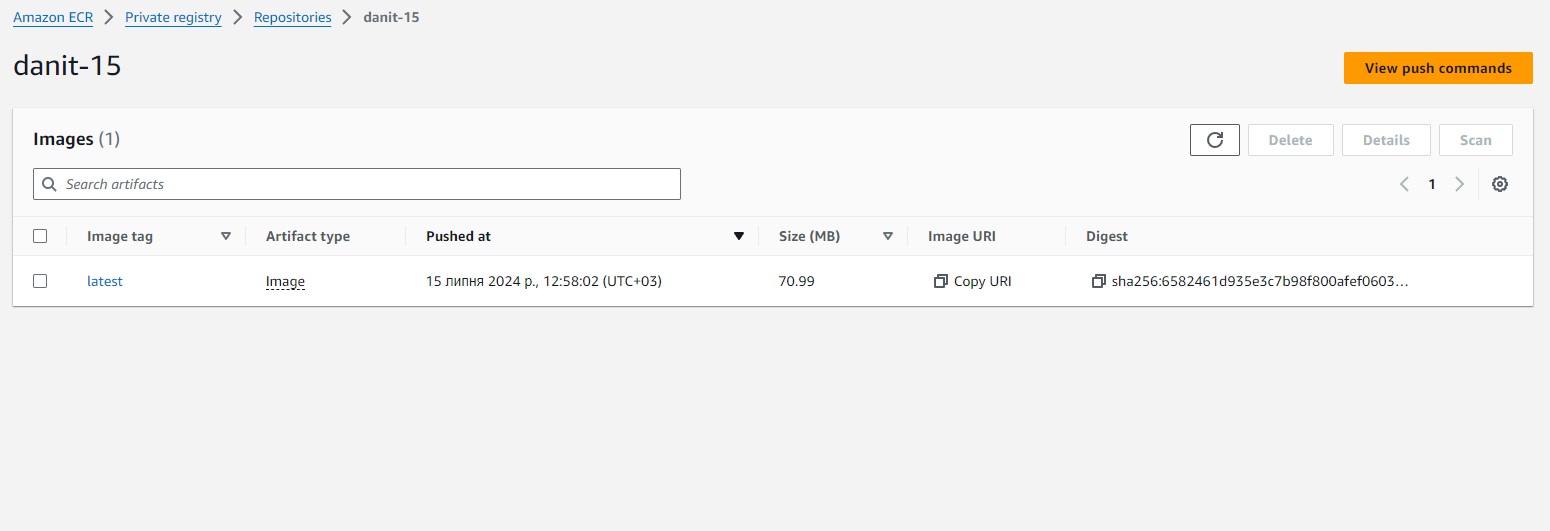 Amazon ECR > Private registry > Repositories > danit-15
danit-15
View push commands
Images (1)
Delete Details Scan
Search artifacts
1
Image tag Artifact type Pushed at Size (MB) Image URI Digest
latest Image 15 липня 2024 р., 12:58:02 (UTC+03) 70.99 Copy URI sha256:6582461d935e3c7b98f800afef0603...